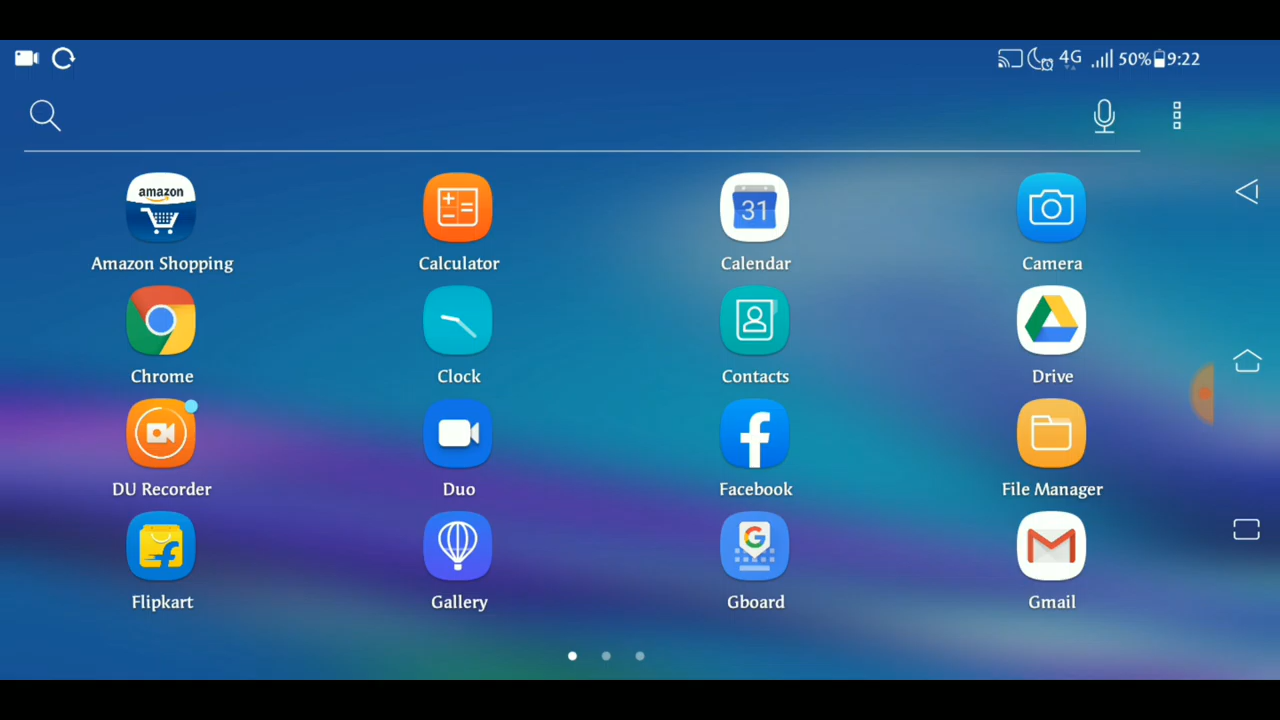 4G 50% 9:22
amazon
31
Amazon Shopping Calculator Calendar Camera
Chrome Clock Contacts Drive
DU Recorder Duo Facebook File Manager
G
Flipkart Gallery Gboard Gmail